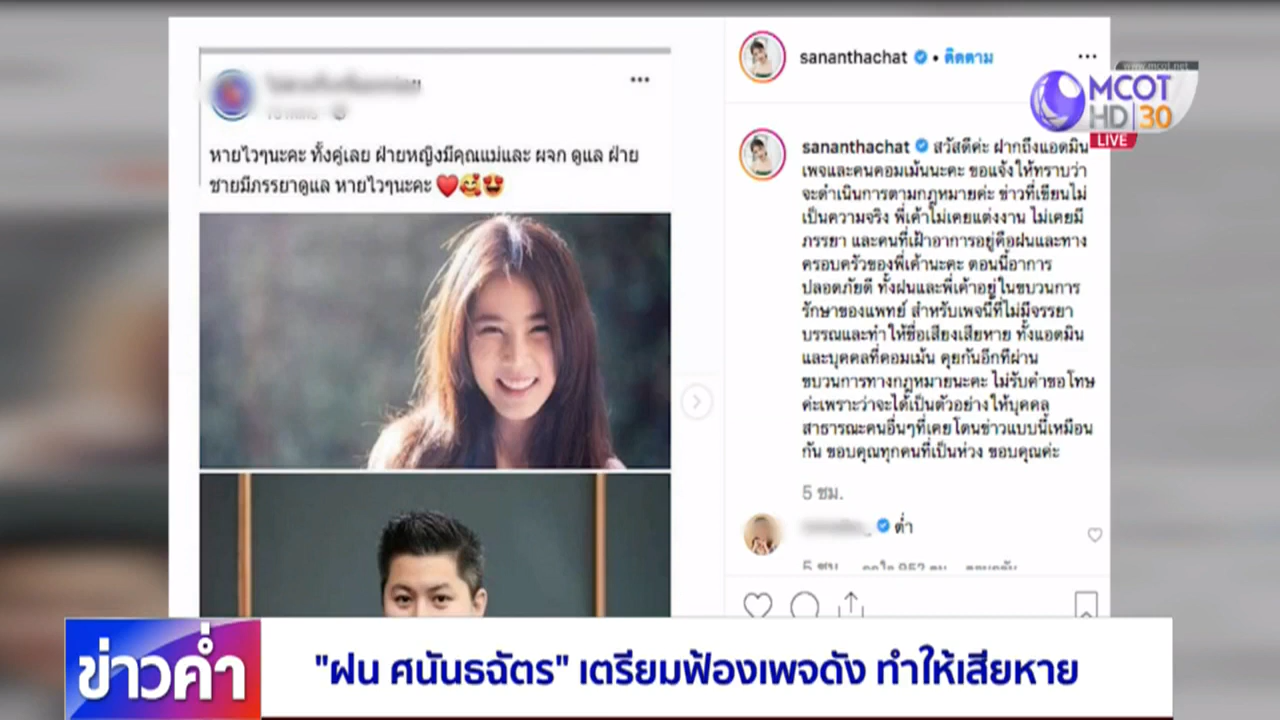 www.mcot.net
MCOT
HD 30
LIVE
หายไวๆนะคะ ทั้งคู่เลย ฝ่ายหญิงมีคุณแม่และ ผจก ดูแล ฝ่าย
ชายมีภรรยาดูแล หายไวๆนะคะ ❤️🥰😍
sananthachat • ติดตาม
sananthachat สวัสดีค่ะ ฝากถึงแอดมิน
เพจและคนคอมเม้นนะคะ ขอแจ้งให้ทราบว่า
จะดำเนินการตามกฎหมายค่ะ ข่าวที่เขียนไม่
เป็นความจริง พี่เค้าไม่เคยแต่งงาน ไม่เคยมี
ภรรยา และคนที่เฝ้าอาการอยู่คือฝนและทาง
ครอบครัวของพี่เค้านะคะ ตอนนี้อาการ
ปลอดภัยดี ทั้งฝนและพี่เค้าอยู่ในขบวนการ
รักษาของแพทย์ สำหรับเพจนี้ที่ไม่มีจรรยา
บรรณและทำให้ชื่อเสียงเสียหาย ทั้งแอดมิน
และบุคคลที่คอมเม้น คุยกันอีกทีผ่าน
ขบวนการทางกฎหมายนะคะ ไม่รับคำขอโทษ
ค่ะเพราะว่าจะได้เป็นตัวอย่างให้บุคคล
สาธารณะคนอื่นๆที่เคยโดนข่าวแบบนี้เหมือน
กัน ขอบคุณทุกคนที่เป็นห่วง ขอบคุณค่ะ
5 ชม.
ต่ำ
ข่าวค่ำ
"ฝน ศนันธฉัตร" เตรียมฟ้องเพจดัง ทำให้เสียหาย